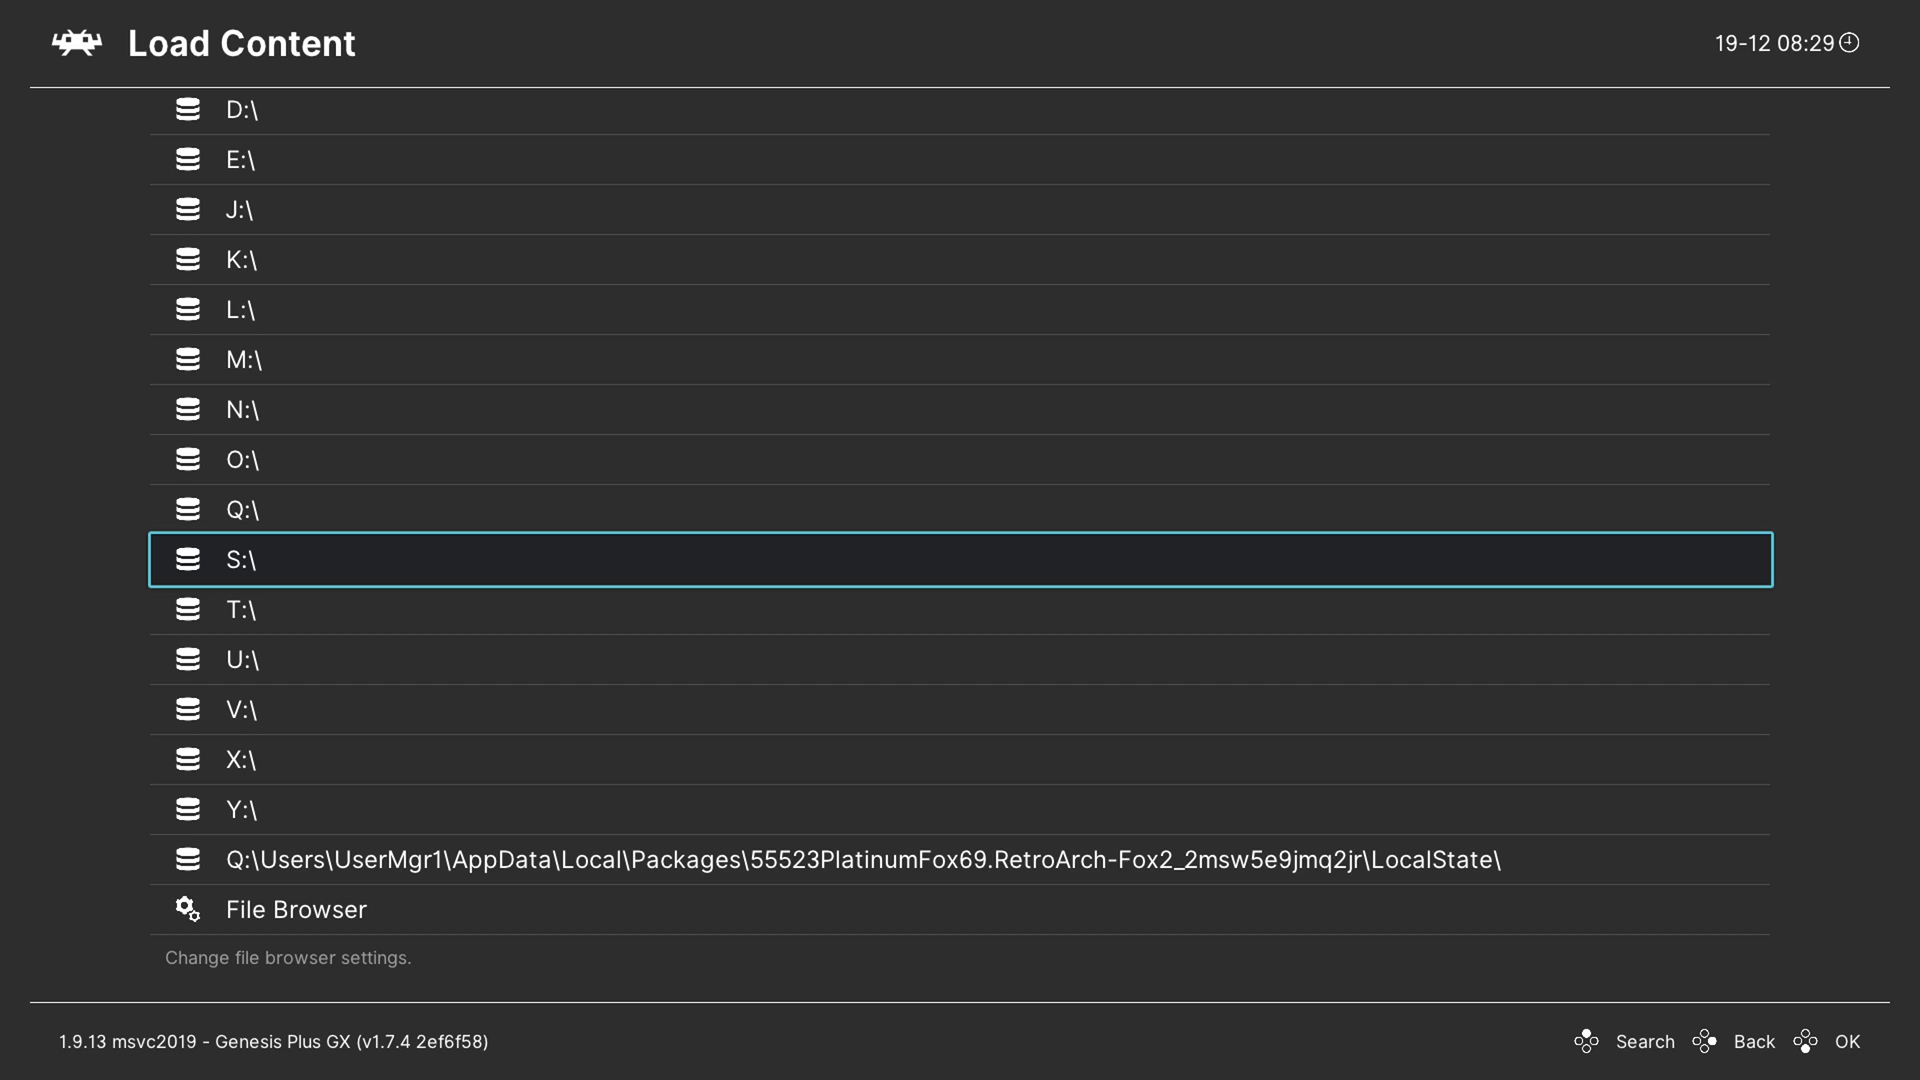 Load Content
19-12 08:29
D:\
E:\
J:\
K:\
L:\
M:\
N:\
O:\
Q:\
S:\
T:\
U:\
V:\
X:\
Y:\
Q:\Users\UserMgr1\AppData\Local\Packages\55523PlatinumFox69.RetroArch-Fox2_2msw5e9jmq2jr\LocalState\
File Browser
Change file browser settings.
1.9.13 msvc2019 - Genesis Plus GX (v1.7.4 2ef6f58)
Search Back OK